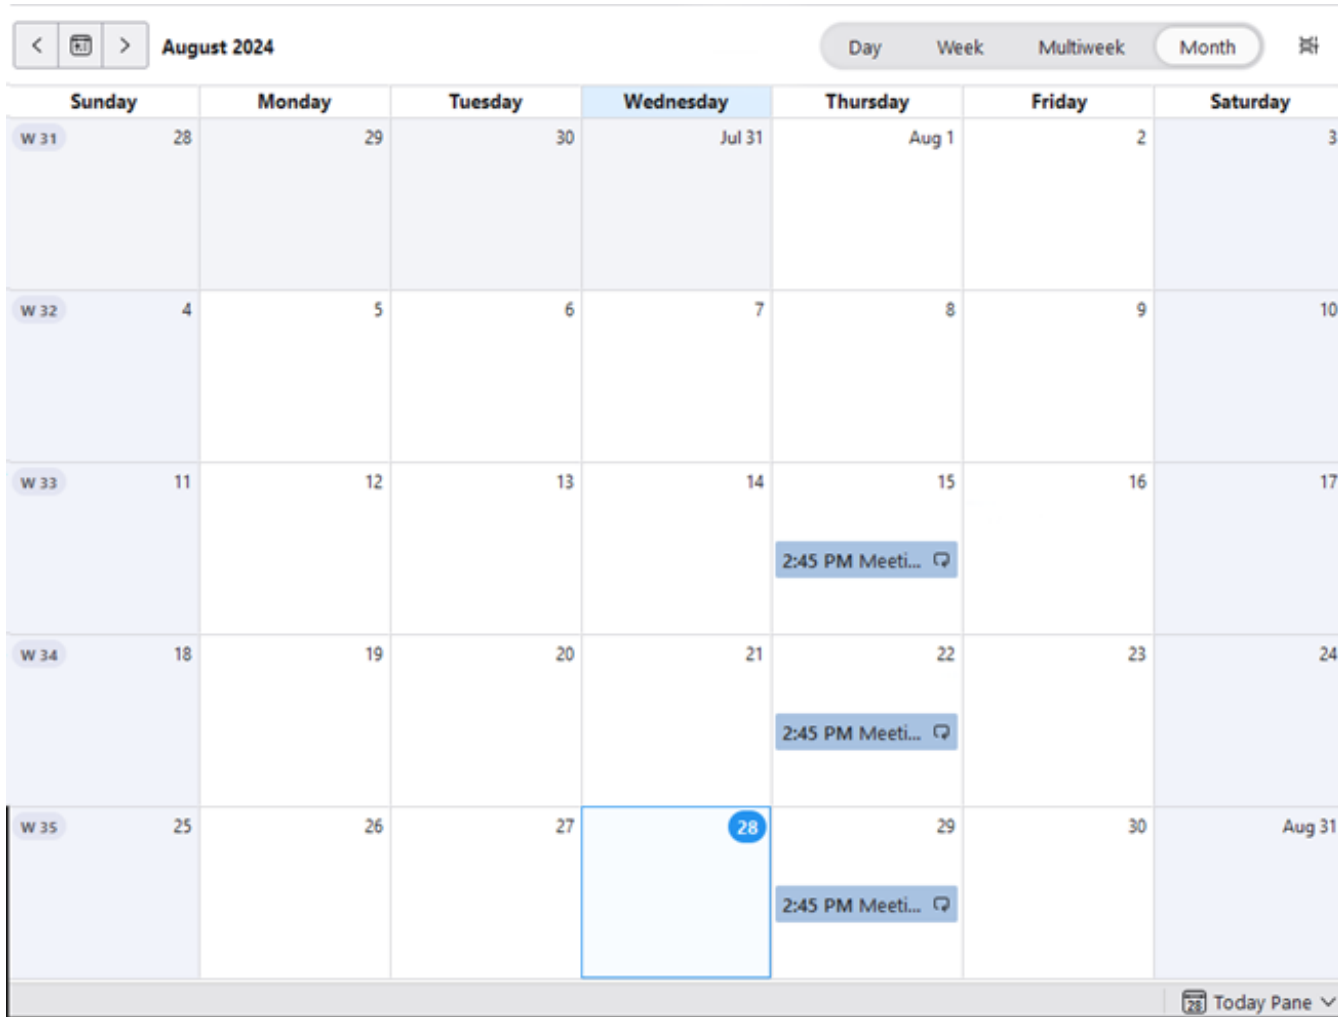 August 2024 Day Week Multiweek Month
Sunday Monday Tuesday Wednesday Thursday Friday Saturday
W 31 28 29 30 Jul 31 Aug 1 2 3
W 32 4 5 6 7 8 9 10
W 33 11 12 13 14 15 16 17
2:45 PM Meeti...
W 34 18 19 20 21 22 23 24
2:45 PM Meeti...
W 35 25 26 27 28 29 30 Aug 31
2:45 PM Meeti...
28 Today Pane